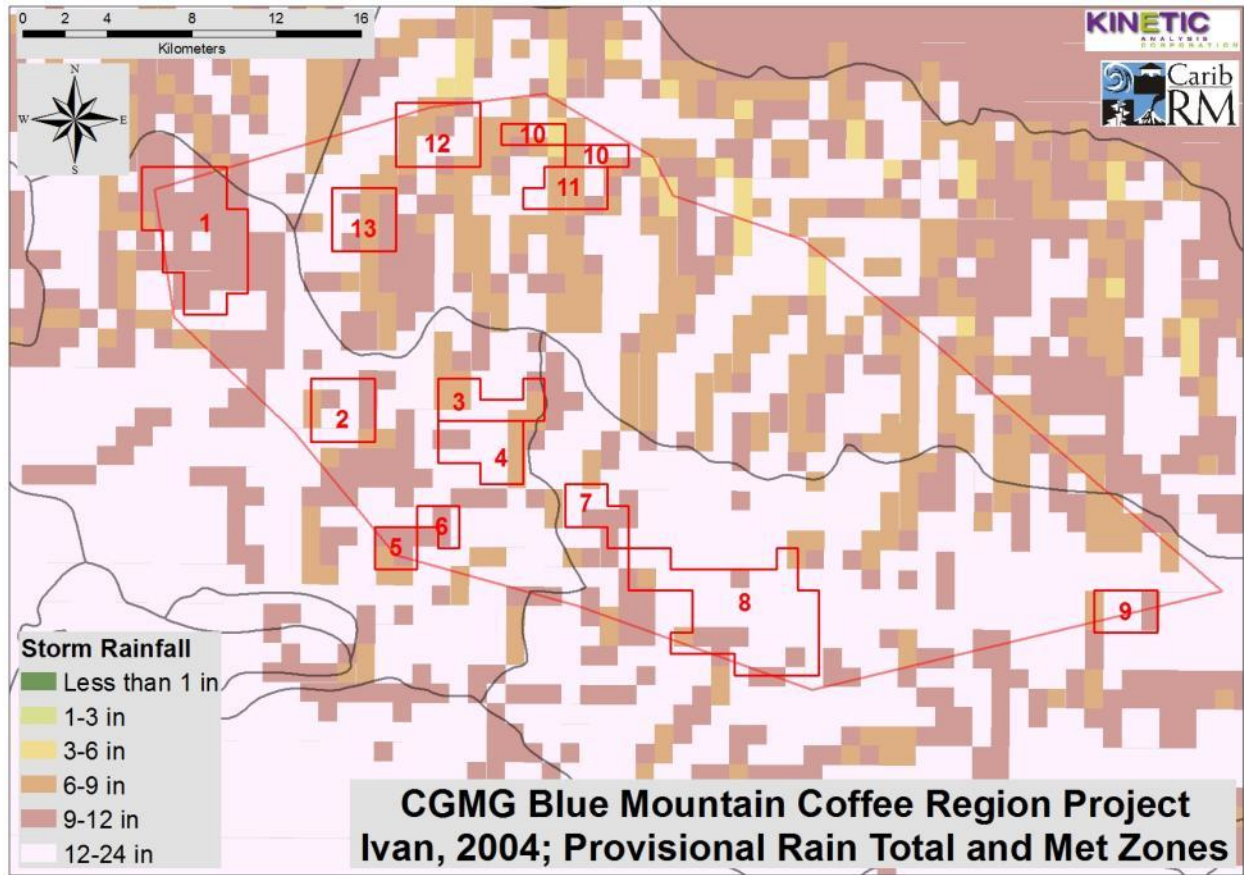 0 2 4 8 12 16
Kilometers
KINETIC
ANALYSIS
CORPORATION
Carib
RM
N
W E
S
12
10
10
11
1
13
2
3
4
7
6
5
8
9
Storm Rainfall
Less than 1 in
1-3 in
3-6 in
6-9 in
9-12 in
12-24 in
CGMG Blue Mountain Coffee Region Project
Ivan, 2004; Provisional Rain Total and Met Zones